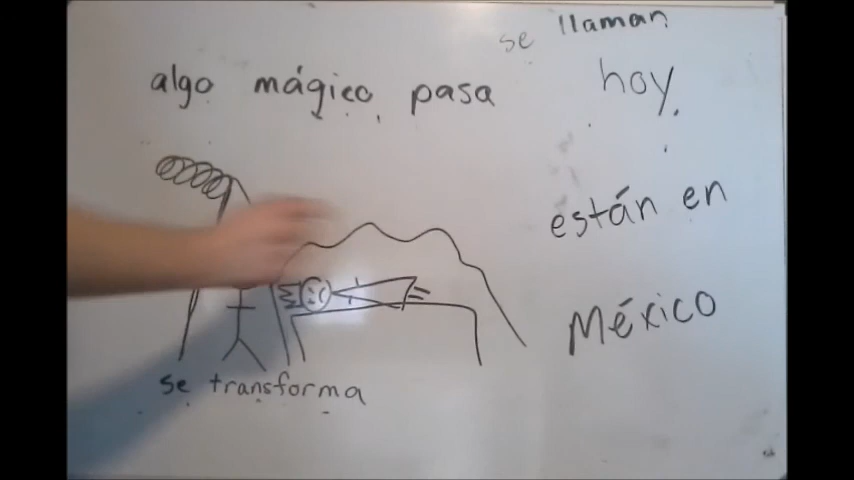 se llaman
algo mágico pasa
hoy
están en
México
se transforma